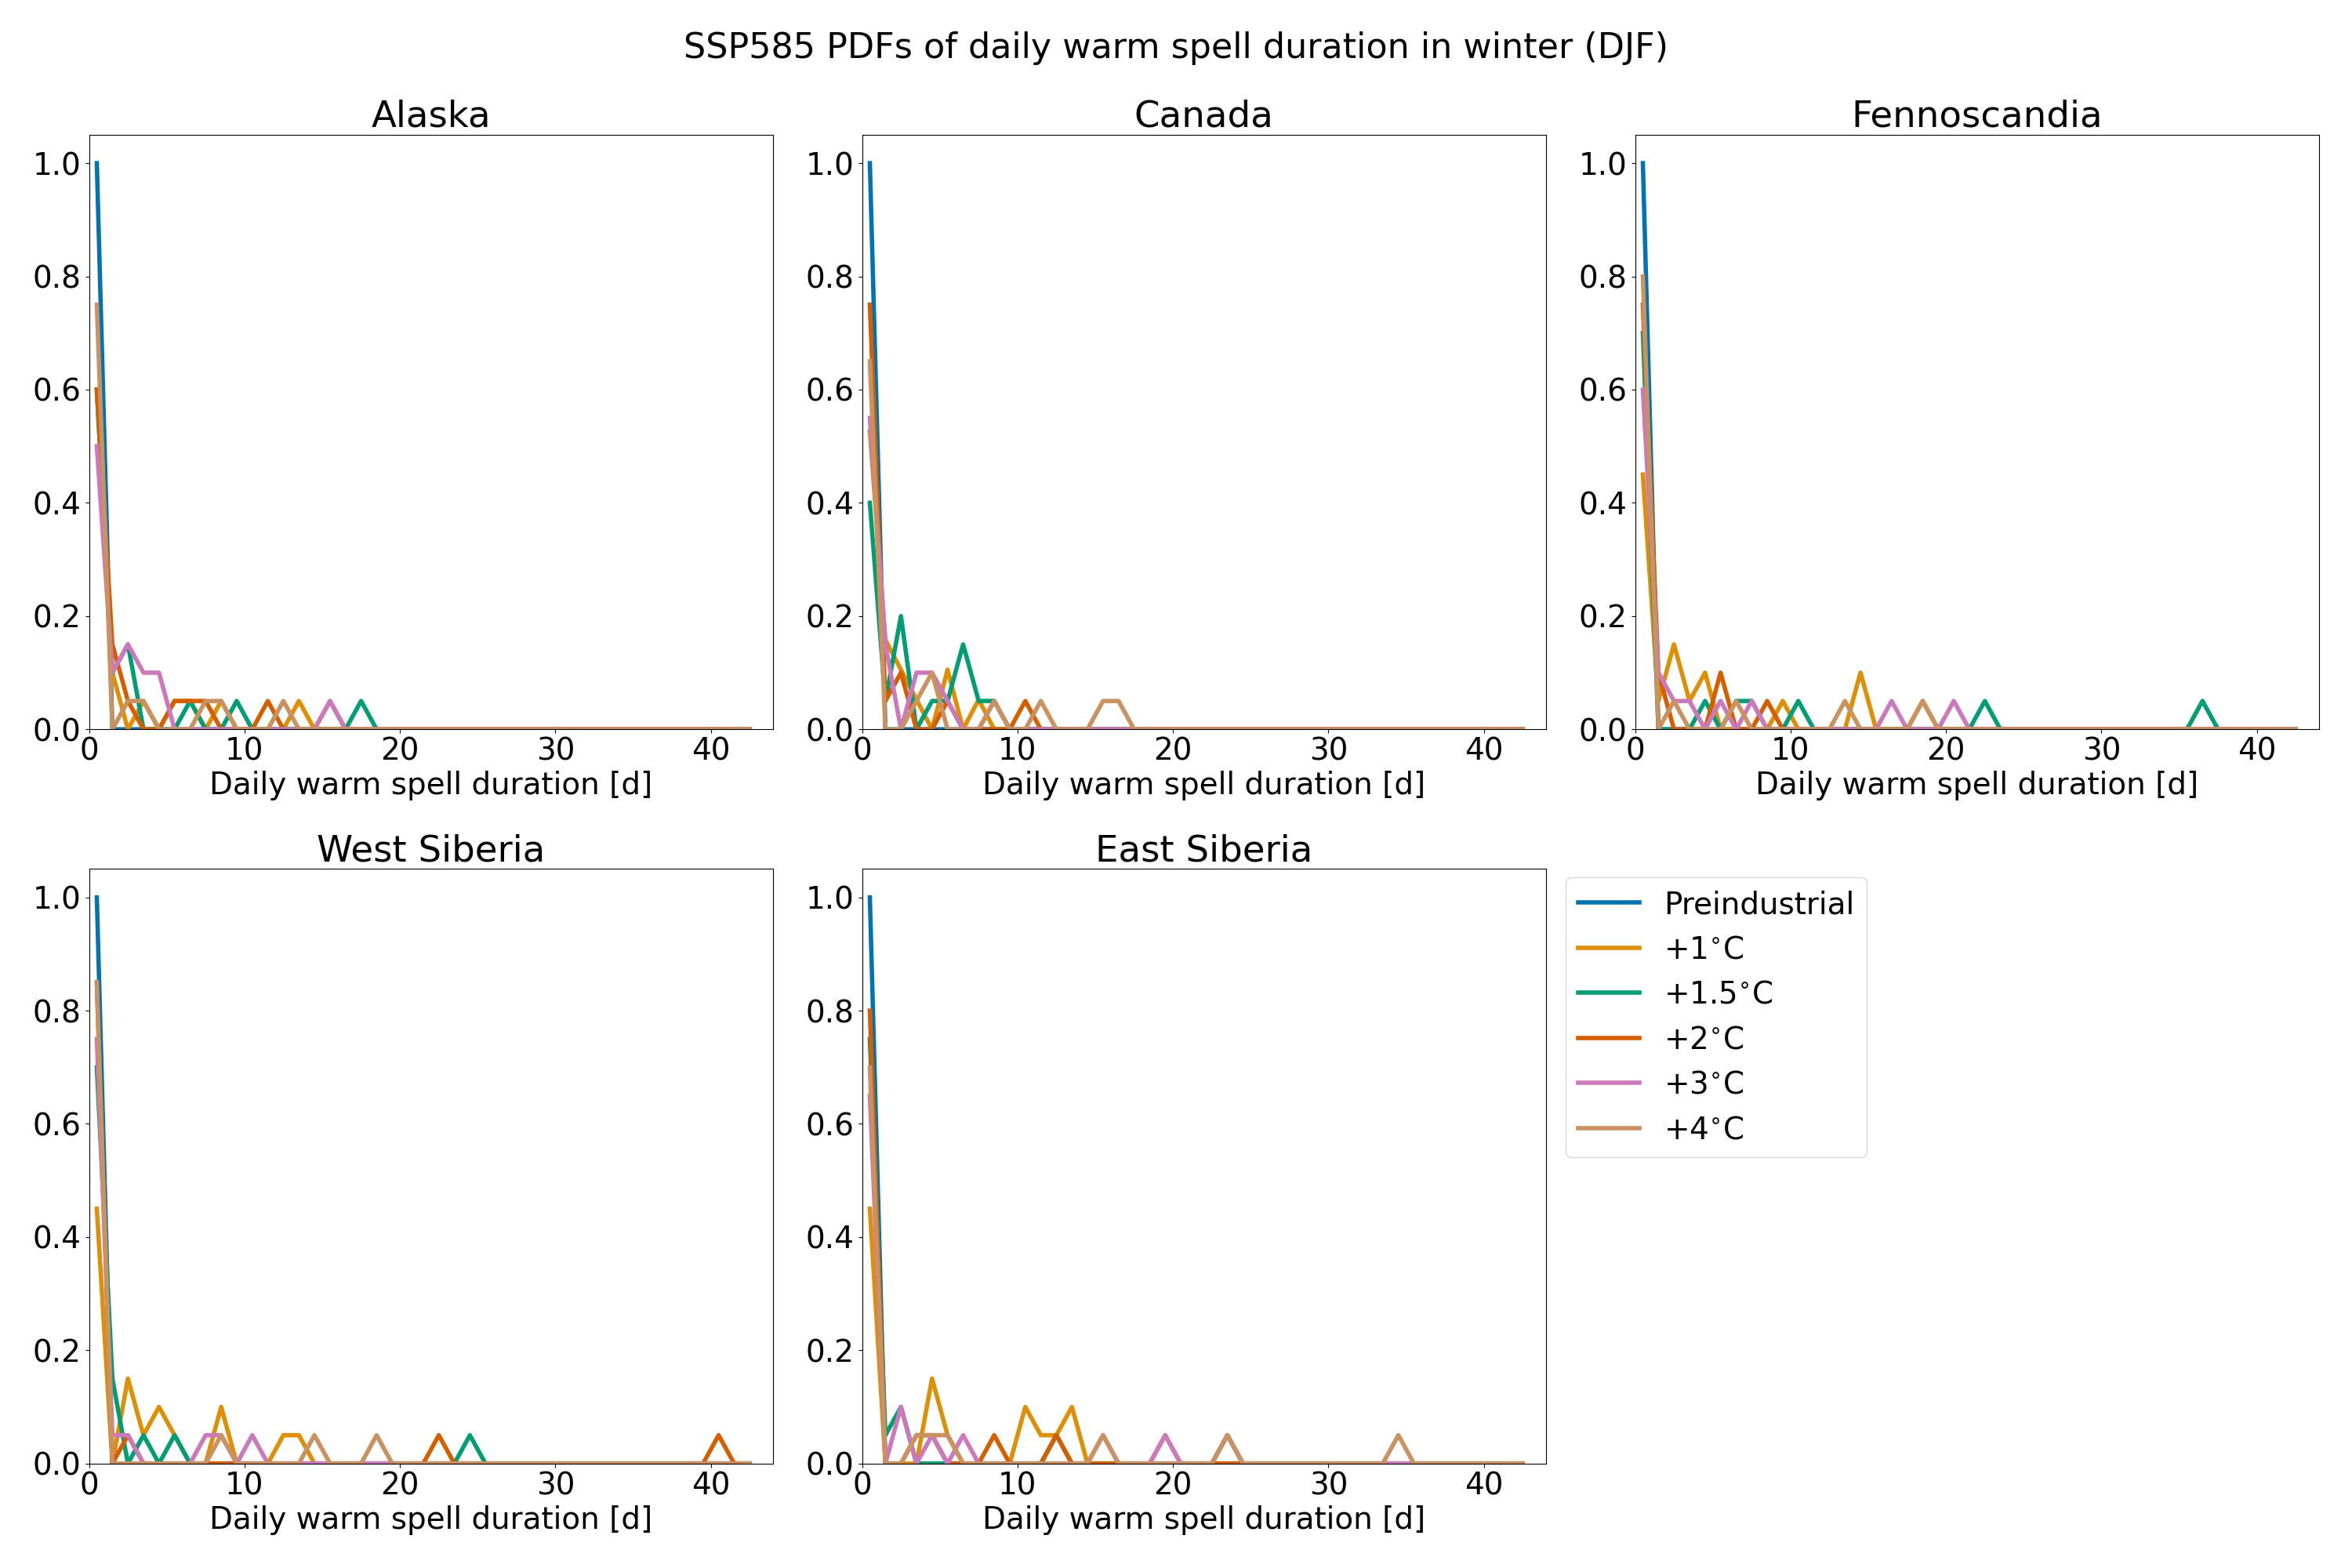 SSP585 PDFs of daily warm spell duration in winter (DJF)
Alaska
1.0
0.8
0.6
0.4
0.2
0.0
0 10 20 30 40
Daily warm spell duration [d]
Canada
1.0
0.8
0.6
0.4
0.2
0.0
0 10 20 30 40
Daily warm spell duration [d]
Fennoscandia
1.0
0.8
0.6
0.4
0.2
0.0
0 10 20 30 40
Daily warm spell duration [d]
West Siberia
1.0
0.8
0.6
0.4
0.2
0.0
0 10 20 30 40
Daily warm spell duration [d]
East Siberia
1.0
0.8
0.6
0.4
0.2
0.0
0 10 20 30 40
Daily warm spell duration [d]
Preindustrial
+1°C
+1.5°C
+2°C
+3°C
+4°C